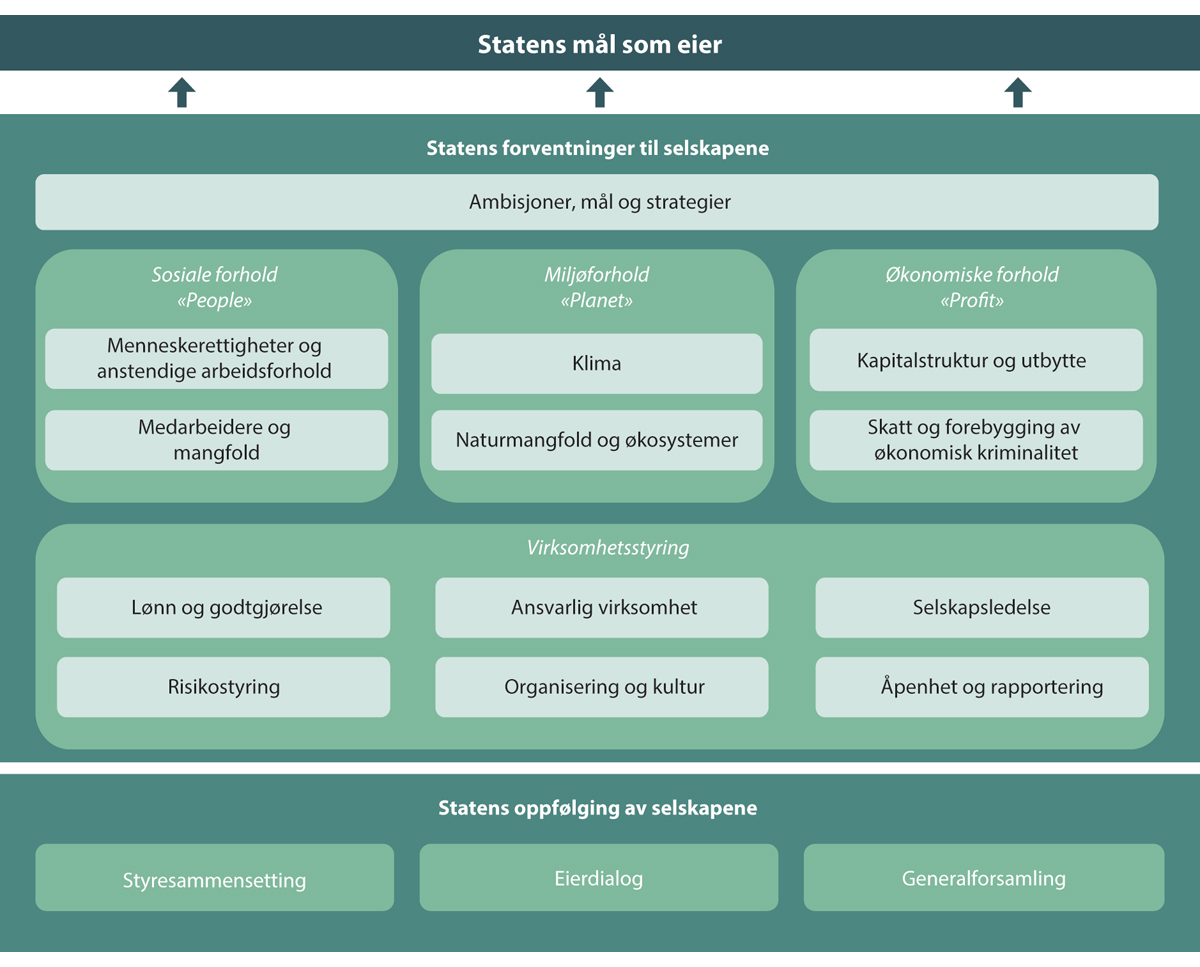 Statens mål som eier
Statens forventninger til selskapene
Ambisjoner, mål og strategier
Sosiale forhold
«People»
Menneskerettigheter og
anstendige arbeidsforhold
Medarbeidere og
mangfold
Miljøforhold
«Planet»
Klima
Naturmangfold og økosystemer
Økonomiske forhold
«Profit»
Kapitalstruktur og utbytte
Skatt og forebygging av
økonomisk kriminalitet
Virksomhetsstyring
Lønn og godtgjørelse
Ansvarlig virksomhet
Selskapsledelse
Risikostyring
Organisering og kultur
Åpenhet og rapportering
Statens oppfølging av selskapene
Styresammensetting
Eierdialog
Generalforsamling